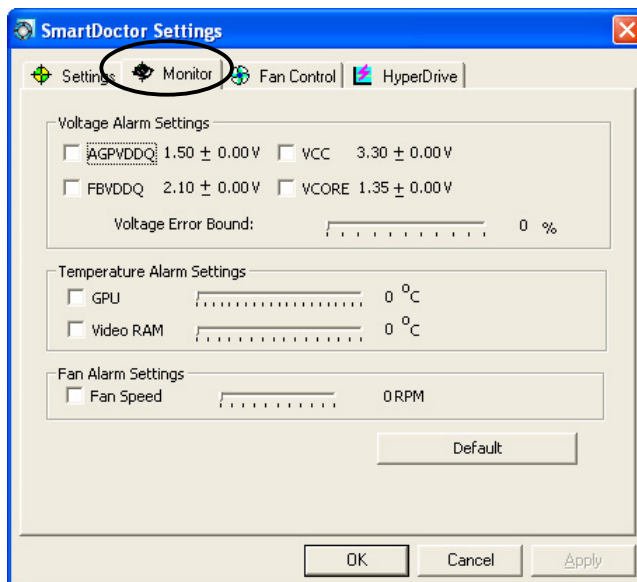 SmartDoctor Settings
Settings Monitor Fan Control HyperDrive
Voltage Alarm Settings
AGPVDDQ 1.50 ± 0.00 V VCC 3.30 ± 0.00 V
FBVDDQ 2.10 ± 0.00 V VCORE 1.35 ± 0.00 V
Voltage Error Bound: 0 %
Temperature Alarm Settings
GPU 0 °C
Video RAM 0 °C
Fan Alarm Settings
Fan Speed 0 RPM
Default
OK Cancel Apply